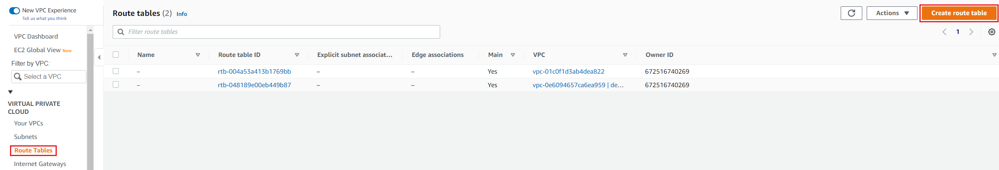 New VPC Experience
Tell us what you think
VPC Dashboard
EC2 Global View New
Filter by VPC:
Select a VPC
VIRTUAL PRIVATE
CLOUD
Your VPCs
Subnets
Route Tables
Internet Gateways
Route tables (2) Info
Actions
Create route table
Filter route tables
1
Name Route table ID Explicit subnet associat... Edge associations Main VPC Owner ID
– rtb-004a53a413b1769bb – – Yes vpc-01c0f1d3ab4dea822 672516740269
– rtb-048189e00eb449b87 – – Yes vpc-0e6094657ca6ea959 | de... 672516740269